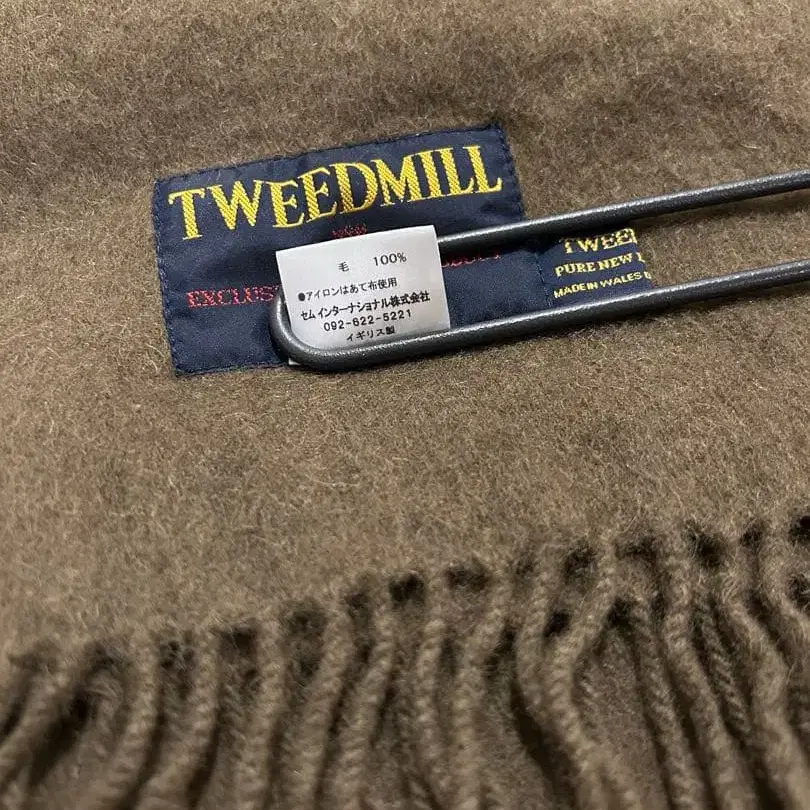 TWEEDMILL
毛 100%
●アイロンはあて布使用
セムインターナショナル株式会社
092-622-5221
イギリス製
PURE NEW
MADE IN WALES